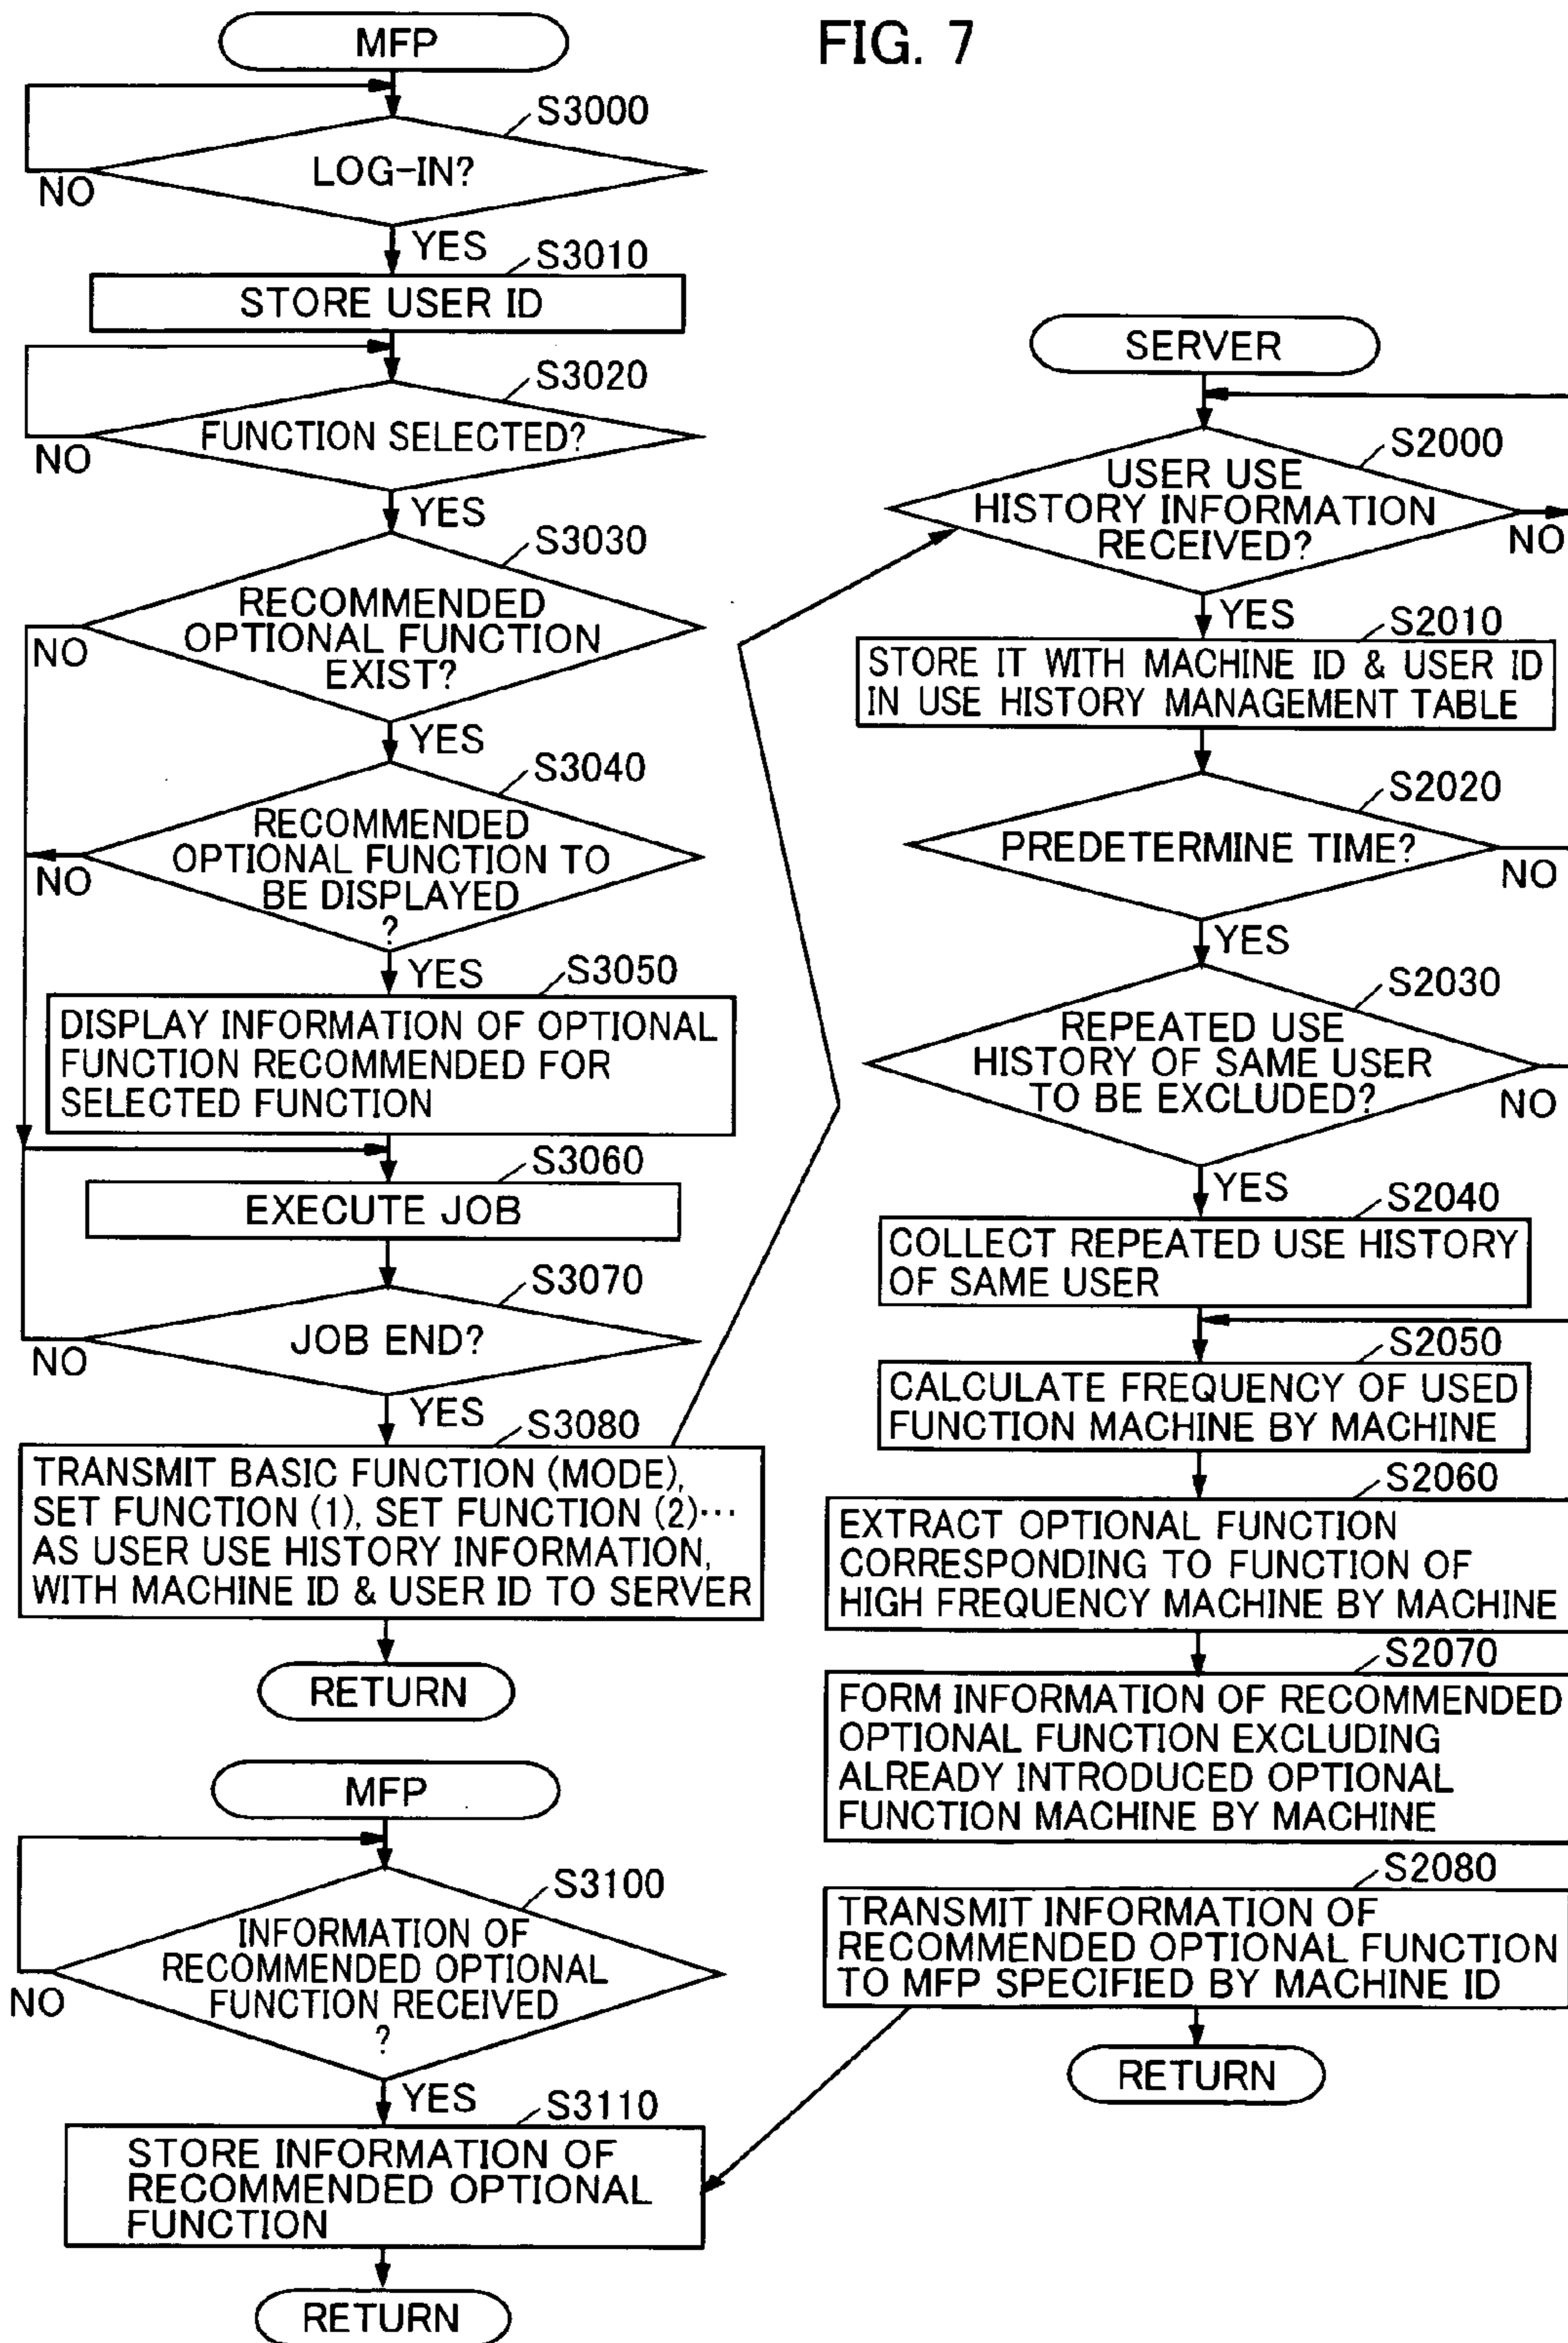 FIG. 7
MFP
S3000
LOG-IN?
NO
YES
S3010
STORE USER ID
S3020
FUNCTION SELECTED?
NO
YES
S3030
RECOMMENDED
OPTIONAL FUNCTION
EXIST?
NO
YES
S3040
RECOMMENDED
OPTIONAL FUNCTION TO
BE DISPLAYED
?
NO
YES
S3050
DISPLAY INFORMATION OF OPTIONAL
FUNCTION RECOMMENDED FOR
SELECTED FUNCTION
S3060
EXECUTE JOB
S3070
JOB END?
NO
YES
S3080
TRANSMIT BASIC FUNCTION (MODE),
SET FUNCTION (1), SET FUNCTION (2)···
AS USER USE HISTORY INFORMATION,
WITH MACHINE ID & USER ID TO SERVER
RETURN
MFP
S3100
INFORMATION OF
RECOMMENDED OPTIONAL
FUNCTION RECEIVED
?
NO
YES
S3110
STORE INFORMATION OF
RECOMMENDED OPTIONAL
FUNCTION
RETURN
SERVER
S2000
USER USE
HISTORY INFORMATION
RECEIVED?
NO
YES
S2010
STORE IT WITH MACHINE ID & USER ID
IN USE HISTORY MANAGEMENT TABLE
S2020
PREDETERMINE TIME?
NO
YES
S2030
REPEATED USE
HISTORY OF SAME USER
TO BE EXCLUDED?
NO
YES
S2040
COLLECT REPEATED USE HISTORY
OF SAME USER
S2050
CALCULATE FREQUENCY OF USED
FUNCTION MACHINE BY MACHINE
S2060
EXTRACT OPTIONAL FUNCTION
CORRESPONDING TO FUNCTION OF
HIGH FREQUENCY MACHINE BY MACHINE
S2070
FORM INFORMATION OF RECOMMENDED
OPTIONAL FUNCTION EXCLUDING
ALREADY INTRODUCED OPTIONAL
FUNCTION MACHINE BY MACHINE
S2080
TRANSMIT INFORMATION OF
RECOMMENDED OPTIONAL FUNCTION
TO MFP SPECIFIED BY MACHINE ID
RETURN